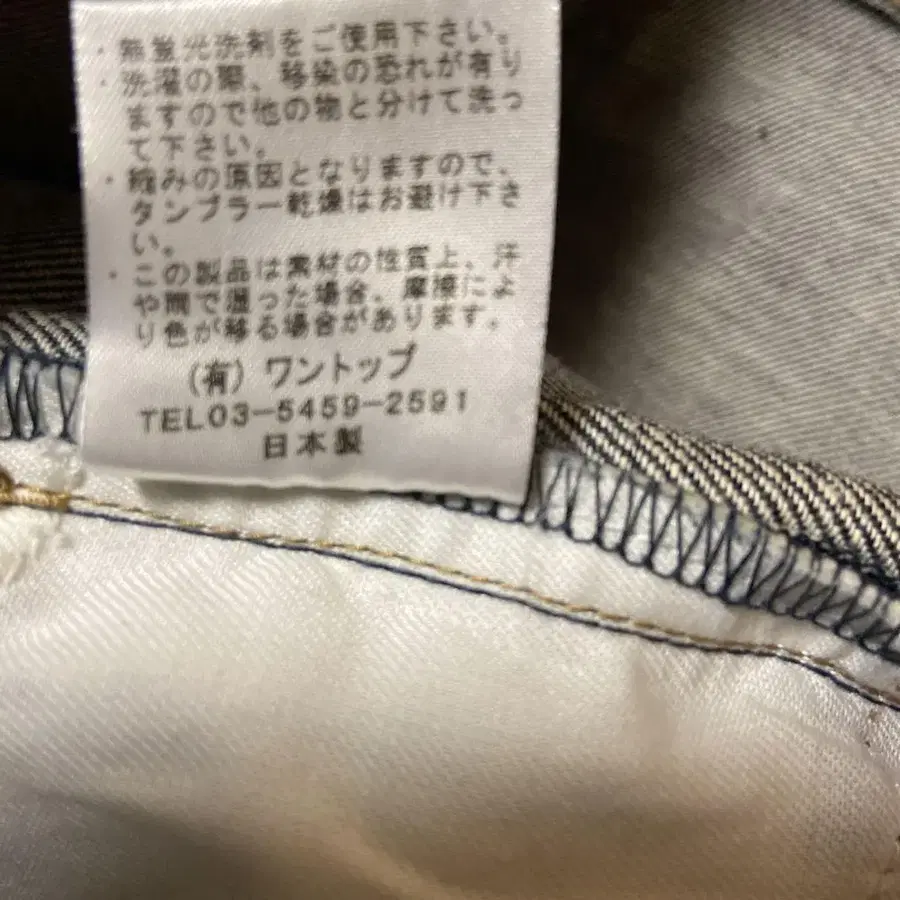 ・無蛍光洗剤をご使用下さい。
・洗濯の際、移染の恐れが有り
ますので他の物と分けて洗っ
て下さい。
・縮みの原因となりますので、
タンブラー乾燥はお避け下さ
い。
・この製品は素材の性質上、汗
や雨で湿った場合、摩擦によ
り色が移る場合があります。
(有) ワントップ
TEL03-5459-2591
日本製